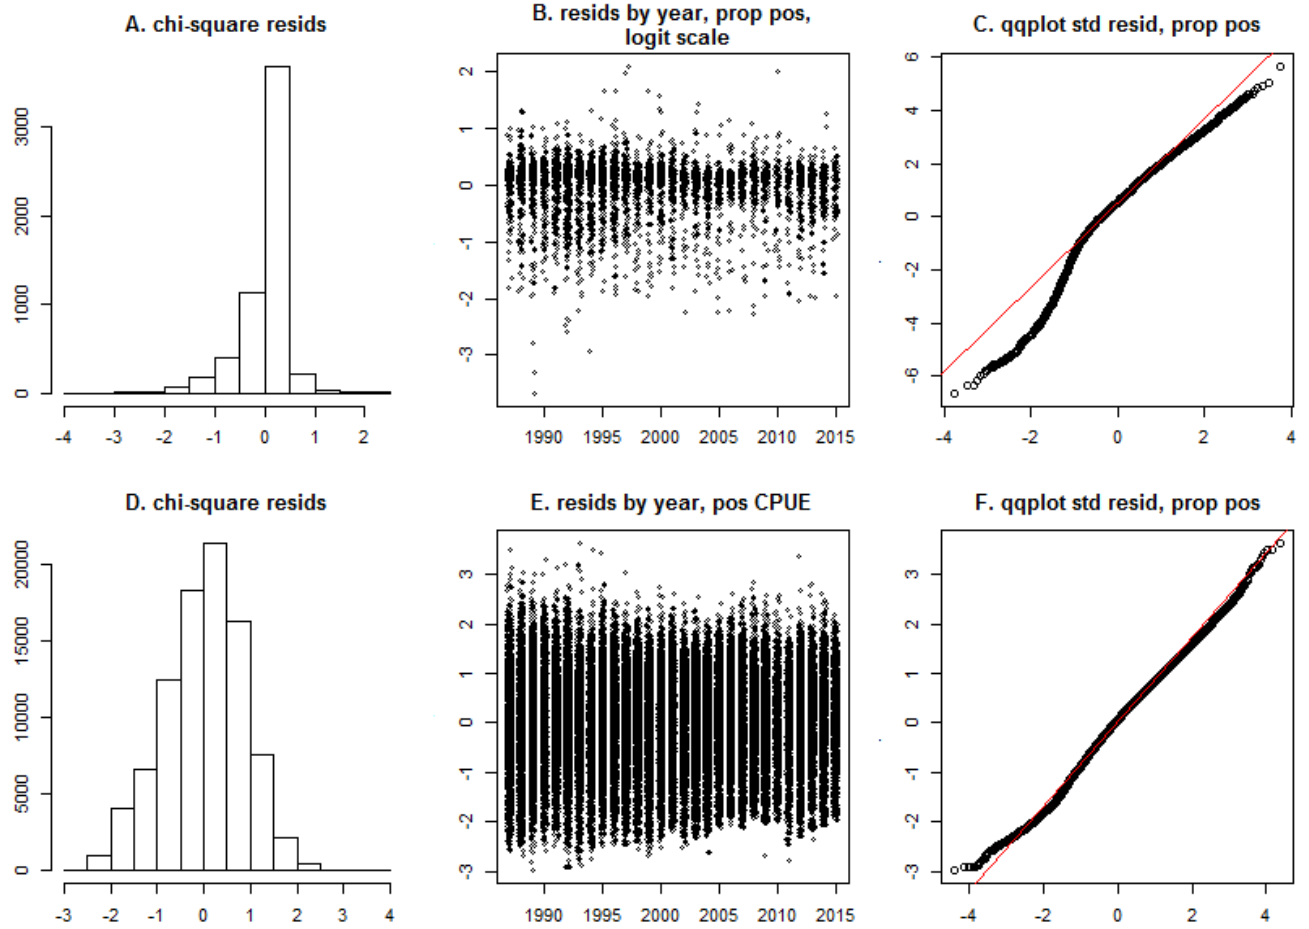 A. chi-square resids
3000
2000
1000
0
-4 -3 -2 -1 0 1 2
B. resids by year, prop pos,
logit scale
2
1
0
-1
-2
-3
1990 1995 2000 2005 2010 2015
C. qqplot std resid, prop pos
6
4
2
0
-2
-4
-6
-4 -2 0 2 4
D. chi-square resids
20000
15000
10000
5000
0
-3 -2 -1 0 1 2 3 4
E. resids by year, pos CPUE
3
2
1
0
-1
-2
-3
1990 1995 2000 2005 2010 2015
F. qqplot std resid, prop pos
3
2
1
0
-1
-2
-3
-4 -2 0 2 4